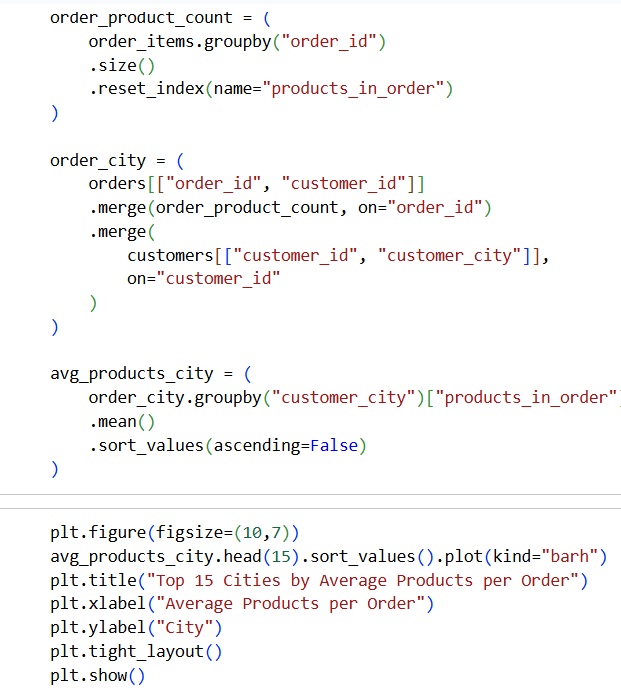 order_product_count = (
    order_items.groupby("order_id")
    .size()
    .reset_index(name="products_in_order")
)

order_city = (
    orders[["order_id", "customer_id"]]
    .merge(order_product_count, on="order_id")
    .merge(
        customers[["customer_id", "customer_city"]],
        on="customer_id"
    )
)

avg_products_city = (
    order_city.groupby("customer_city")["products_in_order"]
    .mean()
    .sort_values(ascending=False)
)

plt.figure(figsize=(10,7))
avg_products_city.head(15).sort_values().plot(kind="barh")
plt.title("Top 15 Cities by Average Products per Order")
plt.xlabel("Average Products per Order")
plt.ylabel("City")
plt.tight_layout()
plt.show()